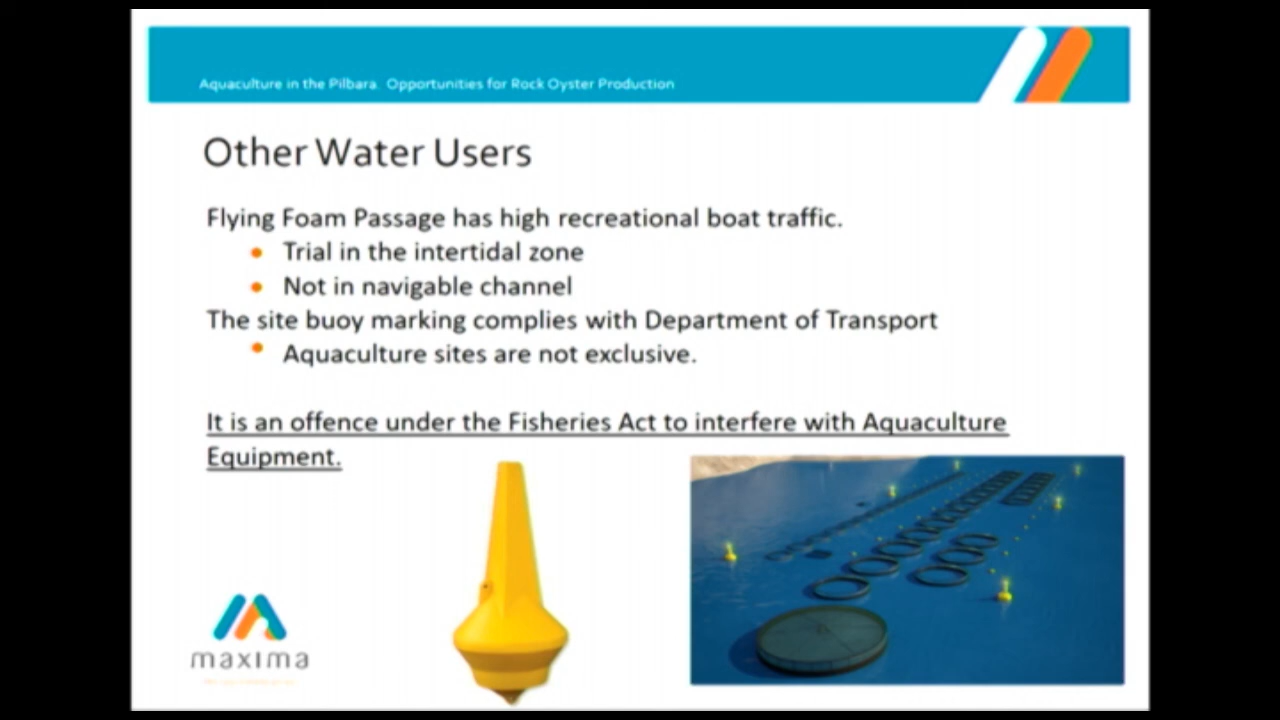 Aquaculture in the Pilbara. Opportunities for Rock Oyster Production
Other Water Users
Flying Foam Passage has high recreational boat traffic.
Trial in the intertidal zone
Not in navigable channel
The site buoy marking complies with Department of Transport
Aquaculture sites are not exclusive.
It is an offence under the Fisheries Act to interfere with Aquaculture
Equipment.
maxima